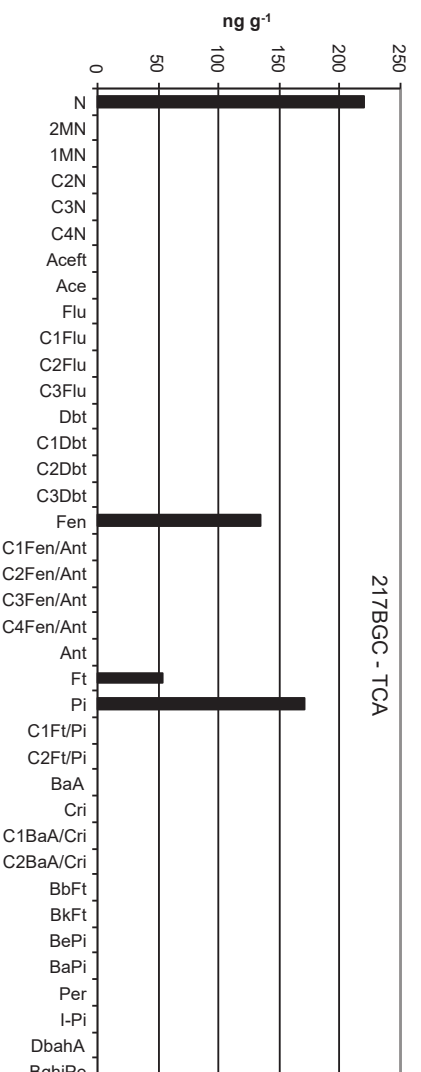 ng g-1
0 50 100 150 200 250
N
2MN
1MN
C2N
C3N
C4N
Aceft
Ace
Flu
C1Flu
C2Flu
C3Flu
Dbt
C1Dbt
C2Dbt
C3Dbt
Fen
C1Fen/Ant
C2Fen/Ant
C3Fen/Ant
C4Fen/Ant
Ant
Ft
Pi
C1Ft/Pi
C2Ft/Pi
BaA
Cri
C1BaA/Cri
C2BaA/Cri
BbFt
BkFt
BePi
BaPi
Per
I-Pi
DbahA
217BGC - TCA